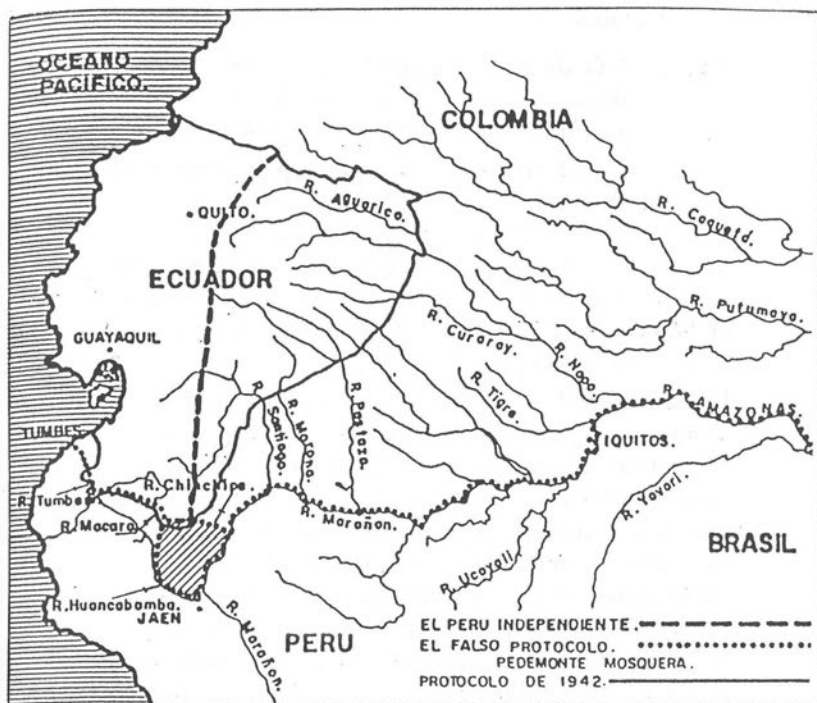 OCEANO
PACÍFICO.
COLOMBIA
QUITO.
R. Aguarico.
R. Caquetá.
ECUADOR
R. Putumayo.
GUAYAQUIL
R. Curaray.
R. Napo.
R. Tigre.
R. AMAZONAS.
R. Santiago.
R. Morona.
R. Pastaza.
TUMBES
IQUITOS.
R. Chinchipe.
R. Tumbes
R. Macara.
R. Marañon.
R. Yavari.
BRASIL
R. Ucayali
R. Huancabamba.
JAEN
R. Marañon.
PERU
EL PERU INDEPENDIENTE.
EL FALSO PROTOCOLO.
PEDEMONTE MOSQUERA.
PROTOCOLO DE 1942.